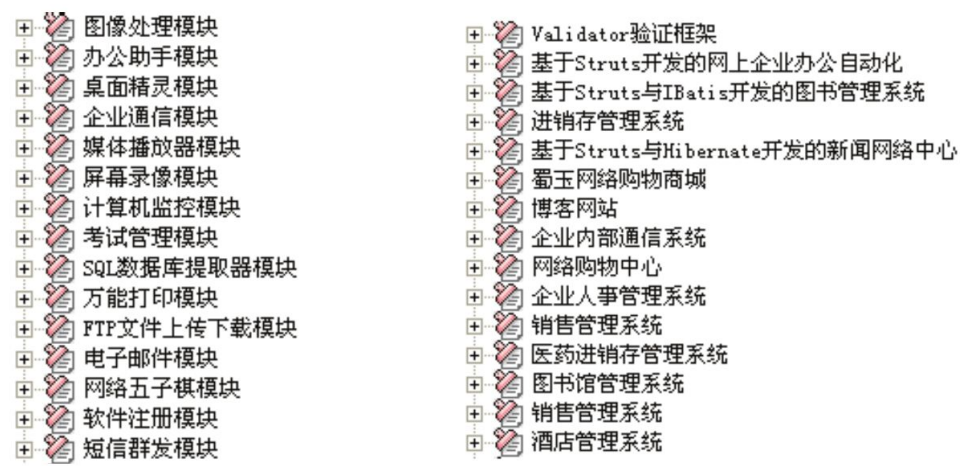 图像处理模块
办公助手模块
桌面精灵模块
企业通信模块
媒体播放器模块
屏幕录像模块
计算机监控模块
考试管理模块
SQL数据库提取器模块
万能打印模块
FTP文件上传下载模块
电子邮件模块
网络五子棋模块
软件注册模块
短信群发模块
Validator验证框架
基于Struts开发的网上企业办公自动化
基于Struts与IBatis开发的图书管理系统
进销存管理系统
基于Struts与Hibernate开发的新闻网络中心
蜀玉网络购物商城
博客网站
企业内部通信系统
网络购物中心
企业人事管理系统
销售管理系统
医药进销存管理系统
图书馆管理系统
销售管理系统
酒店管理系统